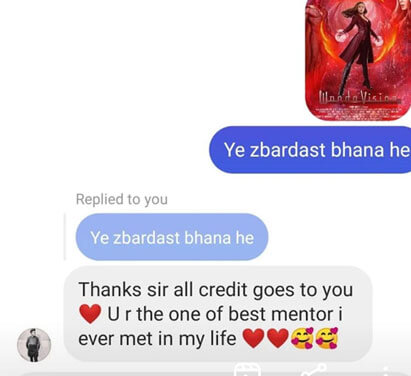 WandaVision
Ye zbardast bhana he
Replied to you
Ye zbardast bhana he
Thanks sir all credit goes to you
❤️ U r the one of best mentor i
ever met in my life ❤️❤️🥰🥰